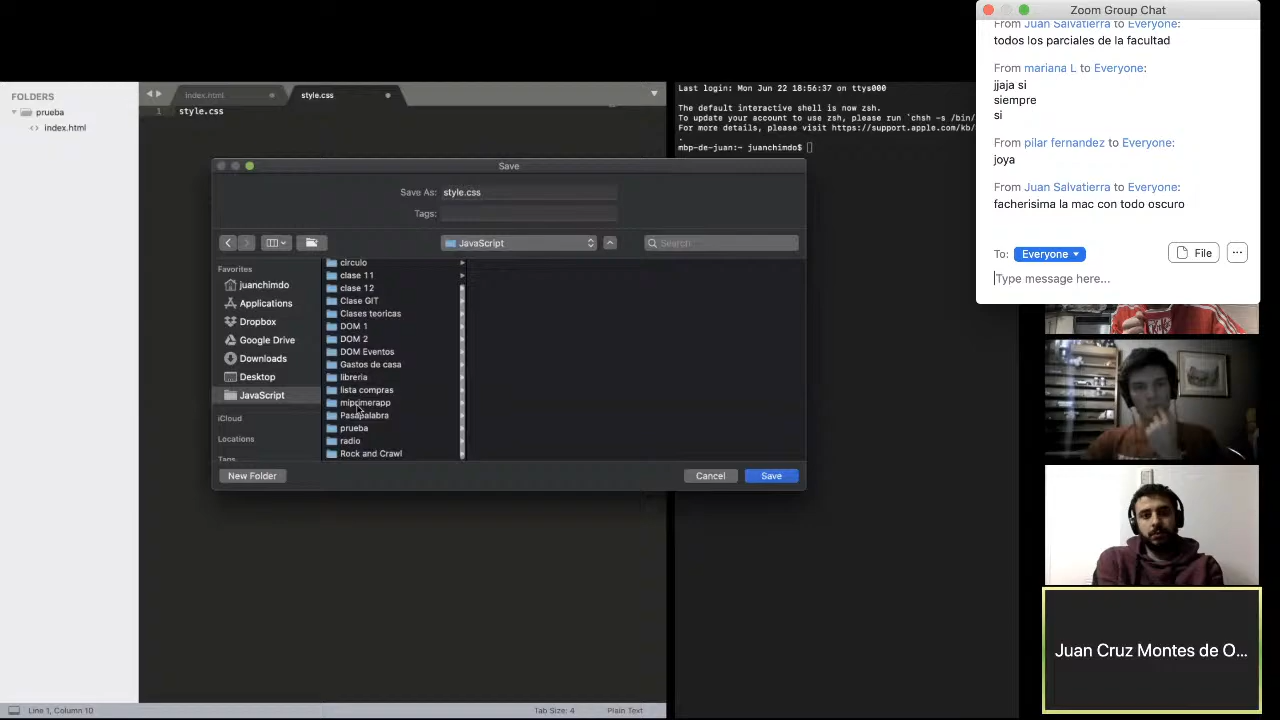 Zoom Group Chat
From Juan Salvatierra to Everyone:
todos los parciales de la facultad
From mariana L to Everyone:
jjaja si
siempre
si
From pilar fernandez to Everyone:
joya
From Juan Salvatierra to Everyone:
facherisima la mac con todo oscuro
To: Everyone
File
Type message here...
FOLDERS
prueba
index.html
index.html
style.css
1 style.css
Last login: Mon Jun 22 18:56:37 on ttys000
The default interactive shell is now zsh.
To update your account to use zsh, please run `chsh -s /bin/
For more details, please visit https://support.apple.com/kb/
mbp-de-juan:~ juanchimdo$
Save
Save As: style.css
Tags:
JavaScript
Search
Favorites
juanchimdo
Applications
Dropbox
Google Drive
Downloads
Desktop
JavaScript
iCloud
Locations
Tags
circulo
clase 11
clase 12
Clase GIT
Clases teoricas
DOM 1
DOM 2
DOM Eventos
Gastos de casa
libreria
lista compras
miprimerapp
Pasapalabra
prueba
radio
Rock and Crawl
New Folder
Cancel
Save
Juan Cruz Montes de O...
Line 1, Column 10
Tab Size: 4
Plain Text